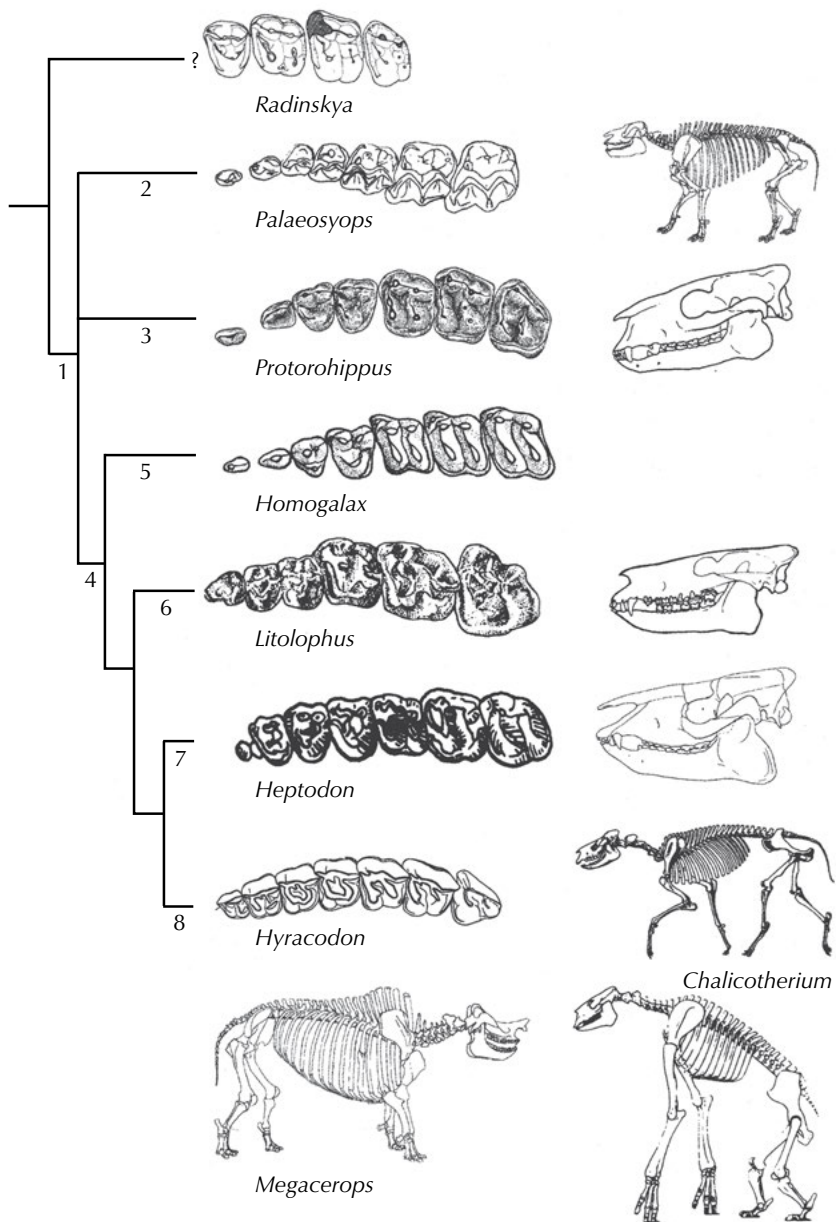 ?
Radinskya
2
Palaeosyops
3
Protorohippus
1
5
Homogalax
4
6
Litolophus
7
Heptodon
8
Hyracodon
Chalicotherium
Megacerops